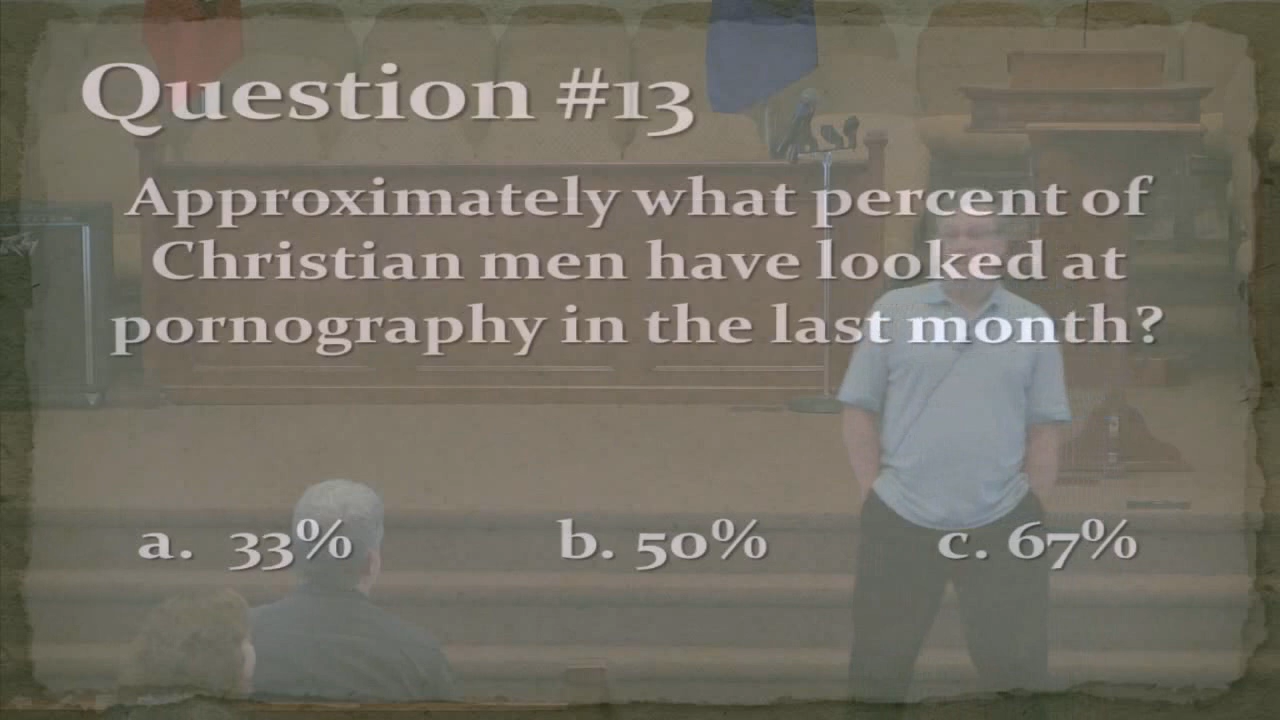 Question #13
Approximately what percent of
Christian men have looked at
pornography in the last month?
a. 33% b. 50% c. 67%